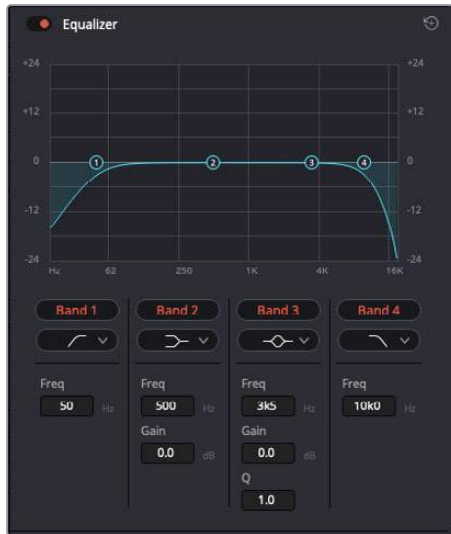 Equalizer
+24 +24
+12 +12
0 1 2 3 4 0
-12 -12
-24 -24
Hz 62 250 1K 4K 16K
Band 1 Band 2 Band 3 Band 4
Freq Freq Freq Freq
50 Hz 500 Hz 3k5 Hz 10k0 Hz
Gain Gain
0.0 dB 0.0 dB
Q
1.0